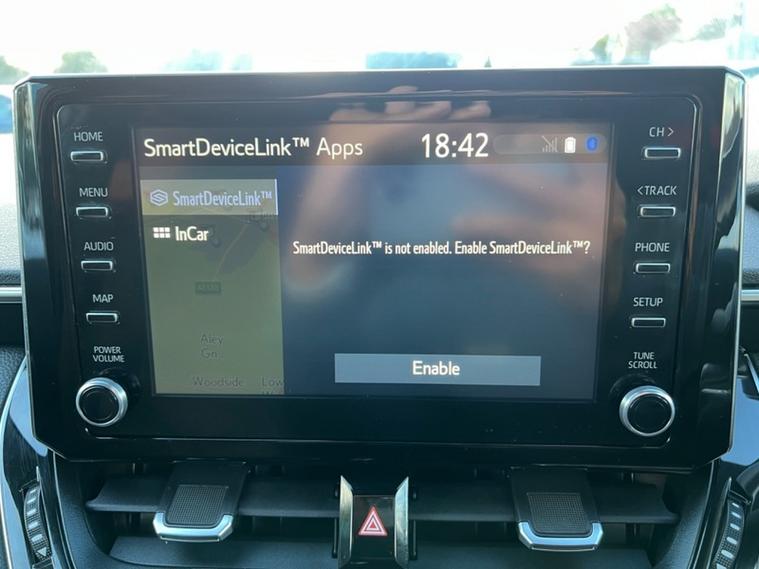 HOME
MENU
AUDIO
MAP
POWER
VOLUME
SmartDeviceLink™ Apps
18:42
SmartDeviceLink™
InCar
SmartDeviceLink™ is not enabled. Enable SmartDeviceLink™?
Aley
Gn..
Woodside
Low
Enable
CH >
< TRACK
PHONE
SETUP
TUNE
SCROLL